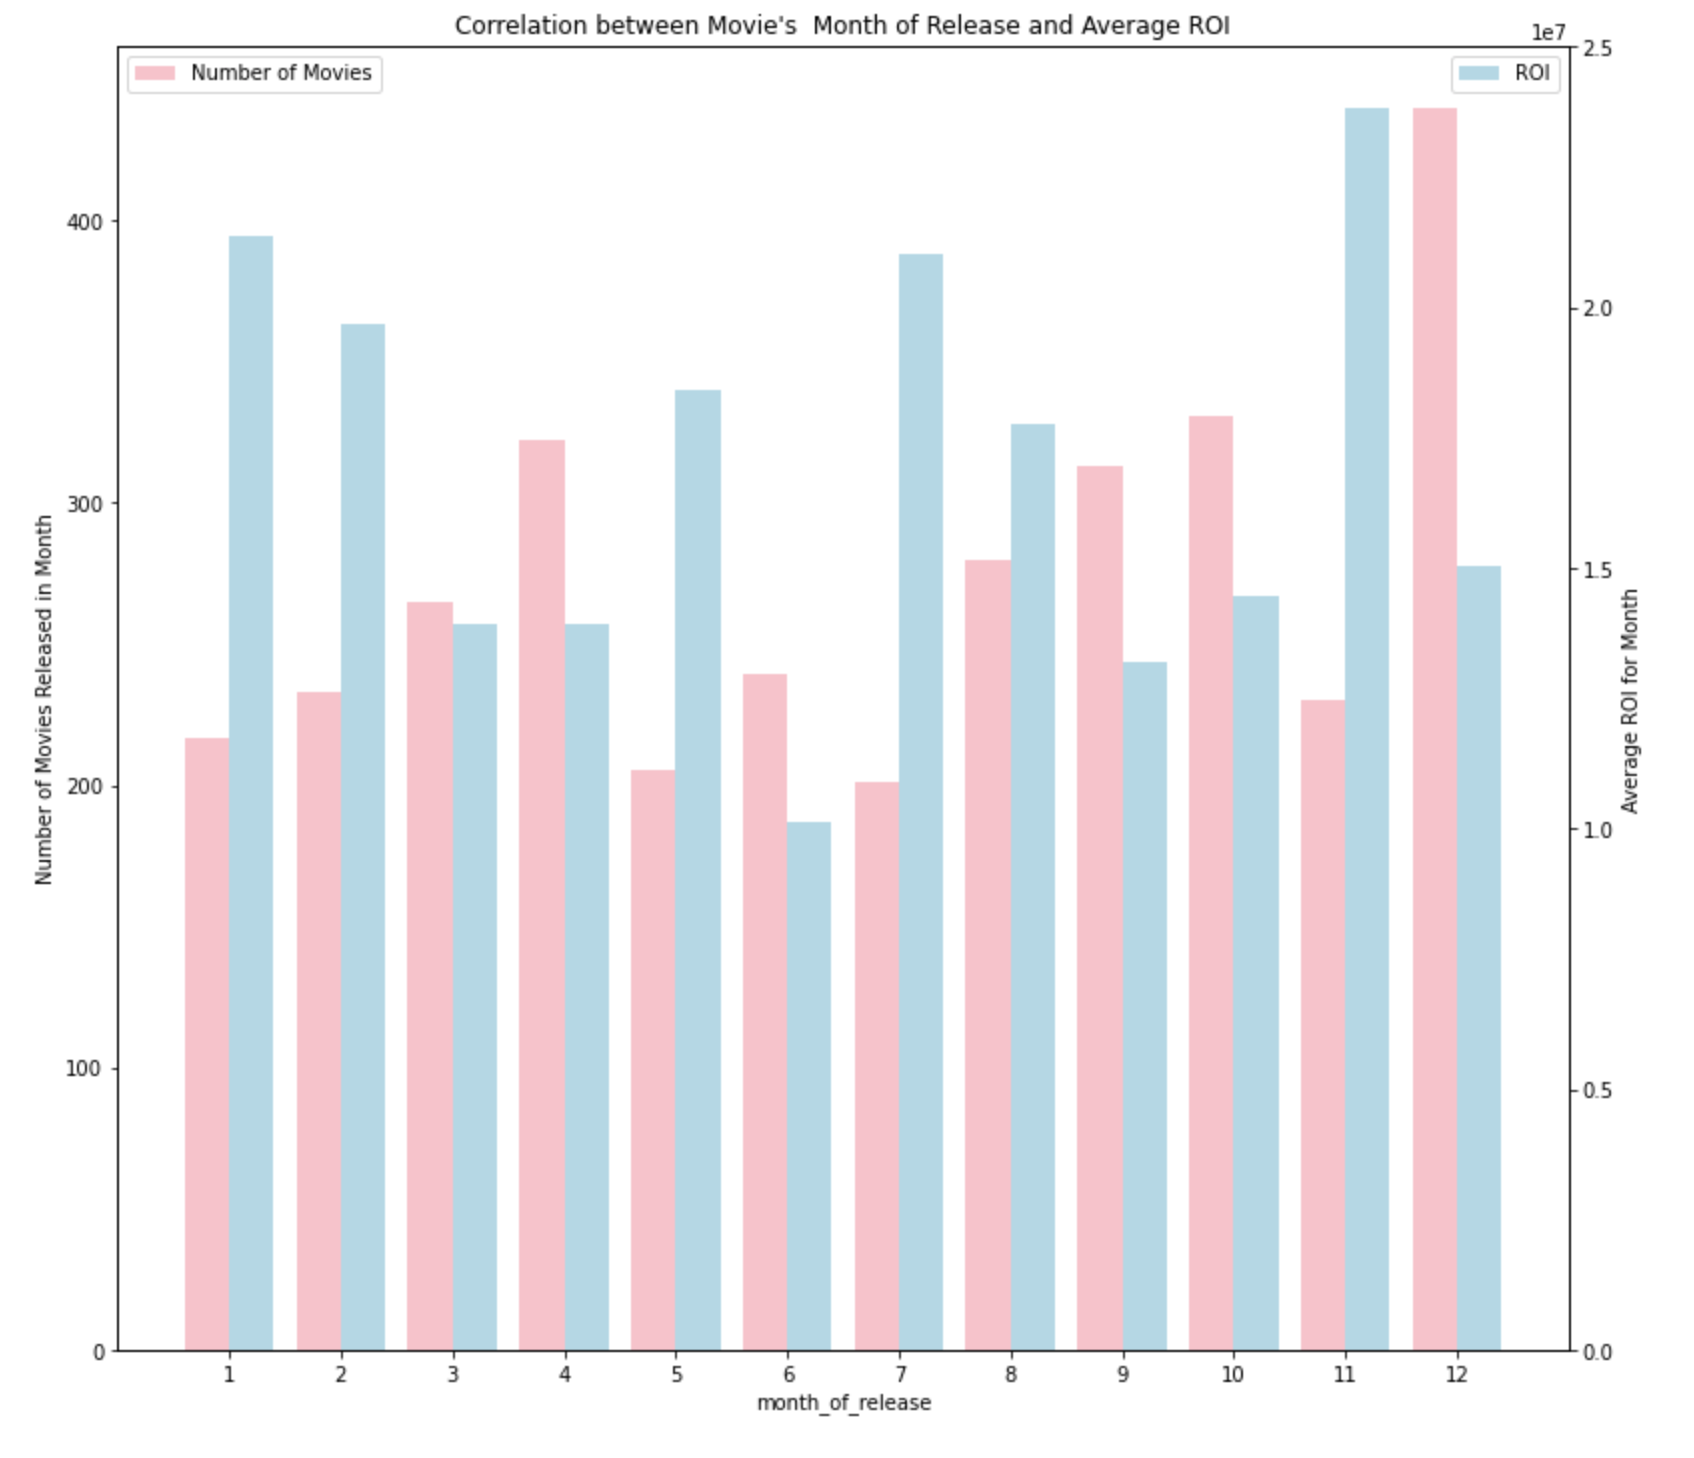 Correlation between Movie's  Month of Release and Average ROI
1e7
Number of Movies
ROI
Number of Movies Released in Month
400
300
200
100
0
2.5
2.0
1.5
1.0
0.5
0.0
Average ROI for Month
1 2 3 4 5 6 7 8 9 10 11 12
month_of_release